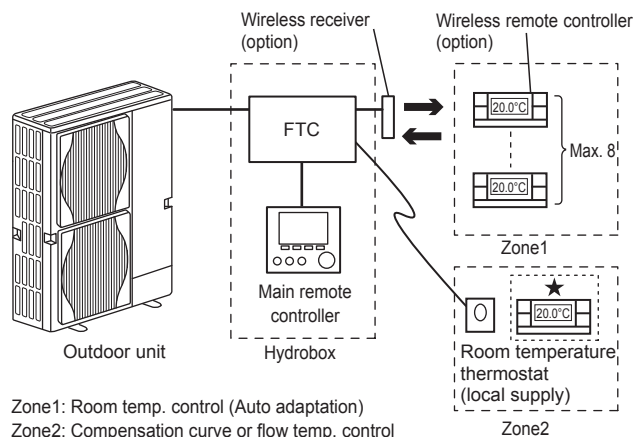 Wireless receiver
(option)
Wireless remote controller
(option)
20.0°C
FTC
Max. 8
20.0°C
Zone1
Main remote
controller
20.0°C
Outdoor unit
Hydrobox
Room temperature
thermostat
(local supply)
Zone1: Room temp. control (Auto adaptation)
Zone2: Compensation curve or flow temp. control
Zone2